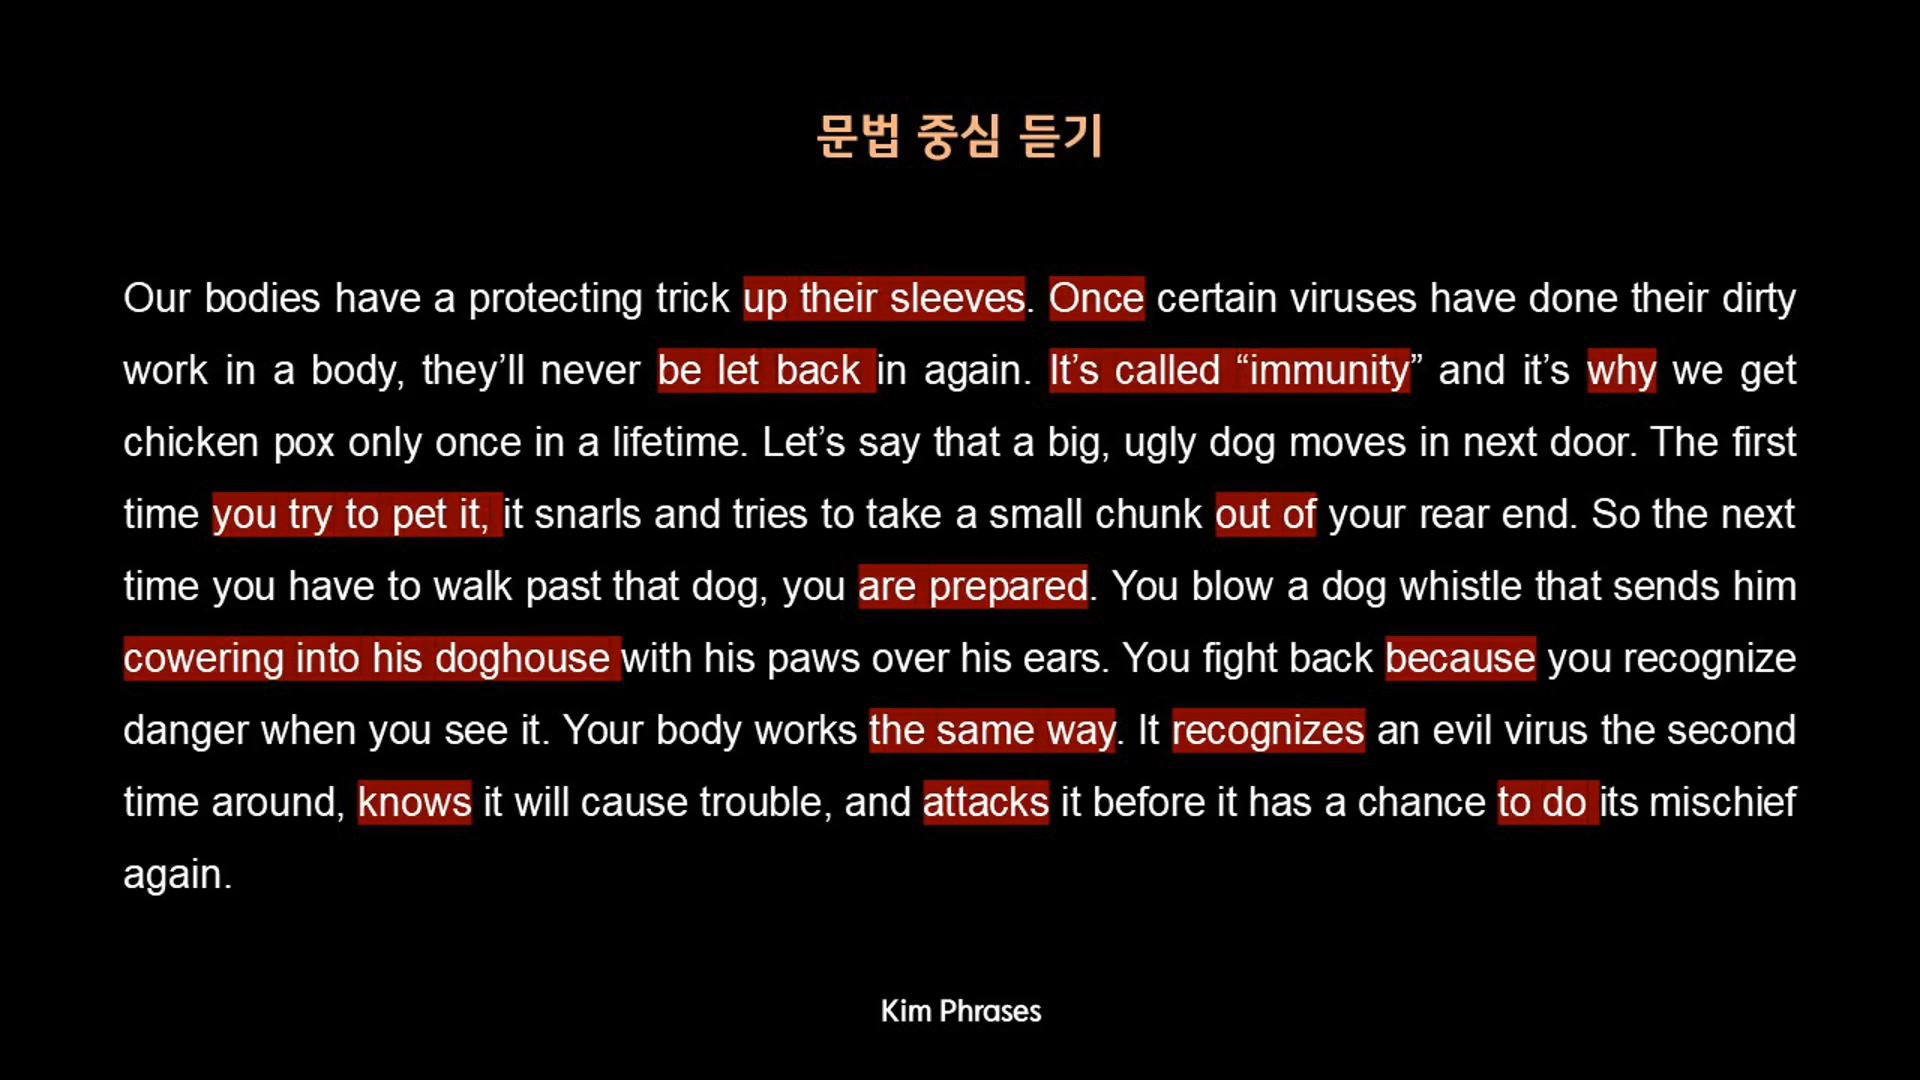 문법 중심 듣기
Our bodies have a protecting trick up their sleeves. Once certain viruses have done their dirty
work in a body, they’ll never be let back in again. It’s called “immunity” and it’s why we get
chicken pox only once in a lifetime. Let’s say that a big, ugly dog moves in next door. The first
time you try to pet it, it snarls and tries to take a small chunk out of your rear end. So the next
time you have to walk past that dog, you are prepared. You blow a dog whistle that sends him
cowering into his doghouse with his paws over his ears. You fight back because you recognize
danger when you see it. Your body works the same way. It recognizes an evil virus the second
time around, knows it will cause trouble, and attacks it before it has a chance to do its mischief
again.
Kim Phrases